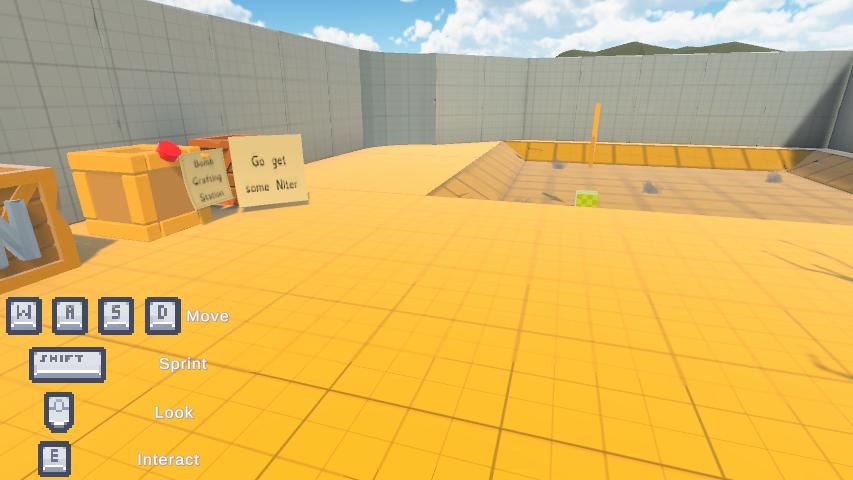 Bomb
Crafting
Station
Go get
some Niter
N
W A S D Move
SHIFT Sprint
Look
E Interact